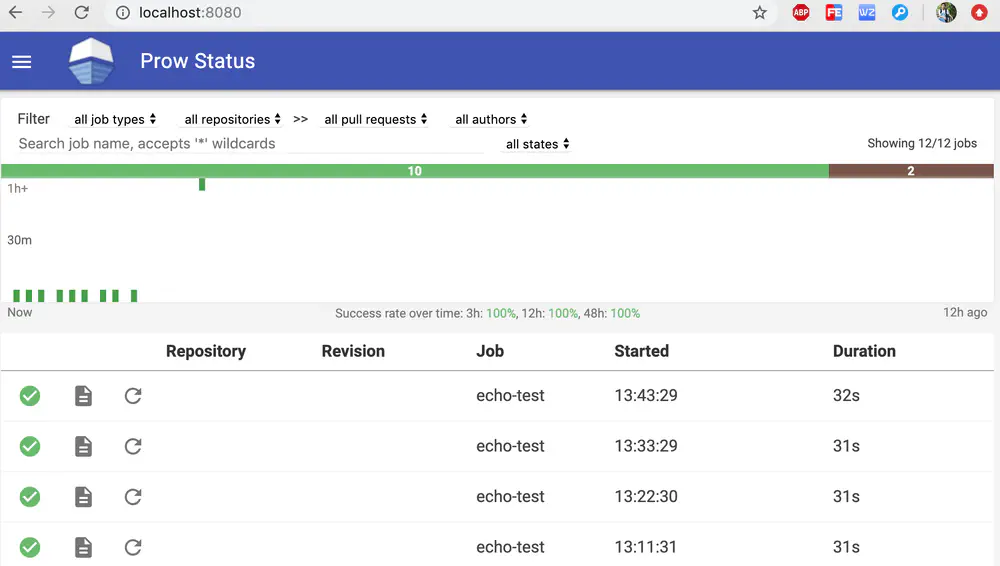 localhost:8080
ABP FE WZ
Prow Status
Filter all job types all repositories >> all pull requests all authors
Search job name, accepts '*' wildcards all states Showing 12/12 jobs
10 2
1h+
30m
Now Success rate over time: 3h: 100%, 12h: 100%, 48h: 100% 12h ago
Repository Revision Job Started Duration
echo-test 13:43:29 32s
echo-test 13:33:29 31s
echo-test 13:22:30 31s
echo-test 13:11:31 31s